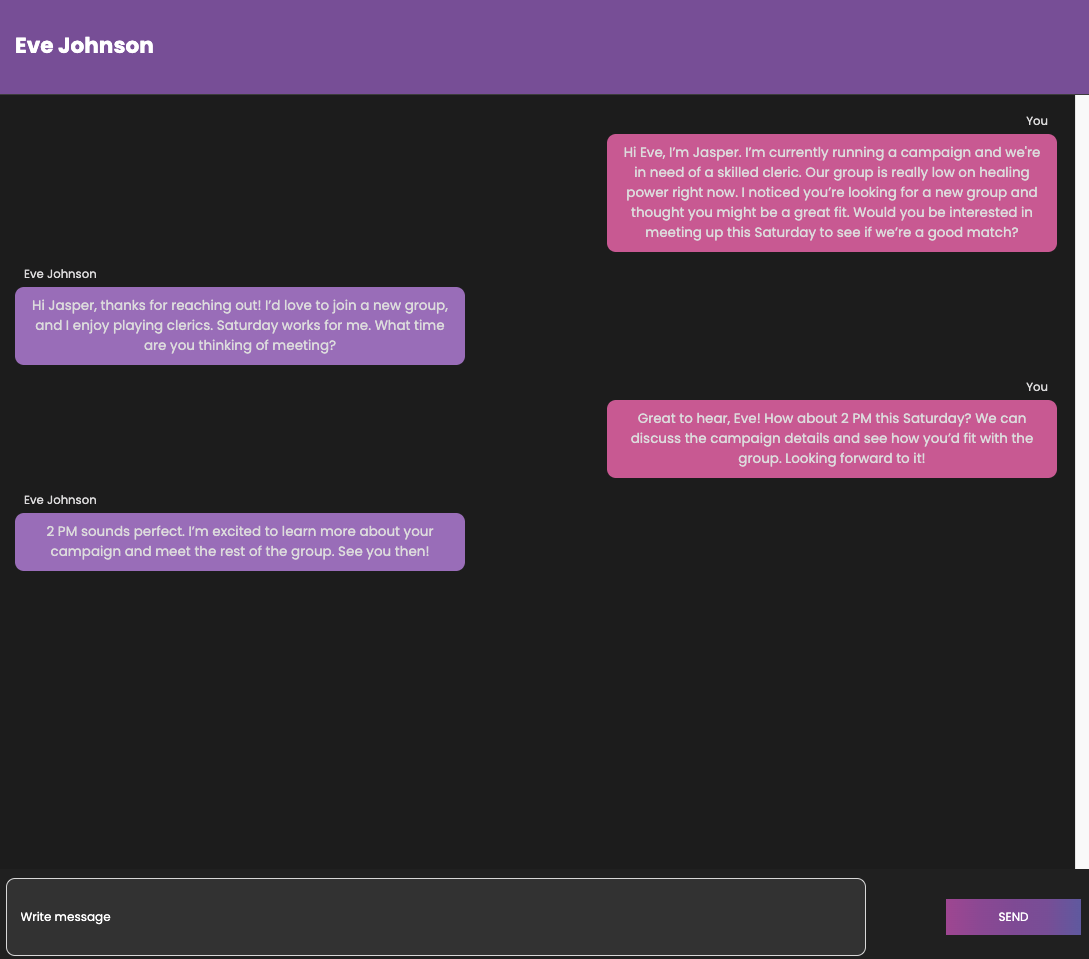 Eve Johnson
You
Hi Eve, I’m Jasper. I’m currently running a campaign and we're
in need of a skilled cleric. Our group is really low on healing
power right now. I noticed you’re looking for a new group and
thought you might be a great fit. Would you be interested in
meeting up this Saturday to see if we’re a good match?
Eve Johnson
Hi Jasper, thanks for reaching out! I’d love to join a new group,
and I enjoy playing clerics. Saturday works for me. What time
are you thinking of meeting?
You
Great to hear, Eve! How about 2 PM this Saturday? We can
discuss the campaign details and see how you’d fit with the
group. Looking forward to it!
Eve Johnson
2 PM sounds perfect. I’m excited to learn more about your
campaign and meet the rest of the group. See you then!
Write message
SEND